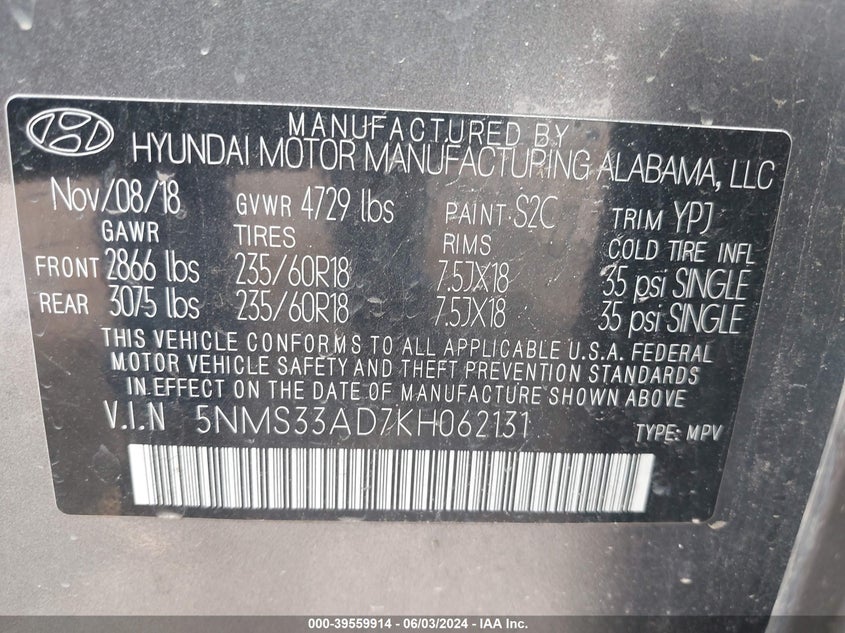 MANUFACTURED BY
HYUNDAI MOTOR MANUFACTURING ALABAMA, LLC
Nov/08/18 GVWR 4729 lbs PAINT S2C TRIM YPJ
GAWR TIRES RIMS COLD TIRE INFL
FRONT 2866 lbs 235/60R18 7.5JX18 35 psi SINGLE
REAR 3075 lbs 235/60R18 7.5JX18 35 psi SINGLE
THIS VEHICLE CONFORMS TO ALL APPLICABLE U.S.A. FEDERAL
MOTOR VEHICLE SAFETY AND THEFT PREVENTION STANDARDS
IN EFFECT ON THE DATE OF MANUFACTURE SHOWN ABOVE
V.I.N 5NMS33AD7KH062131 TYPE: MPV
000-39559914 - 06/03/2024 - IAA Inc.